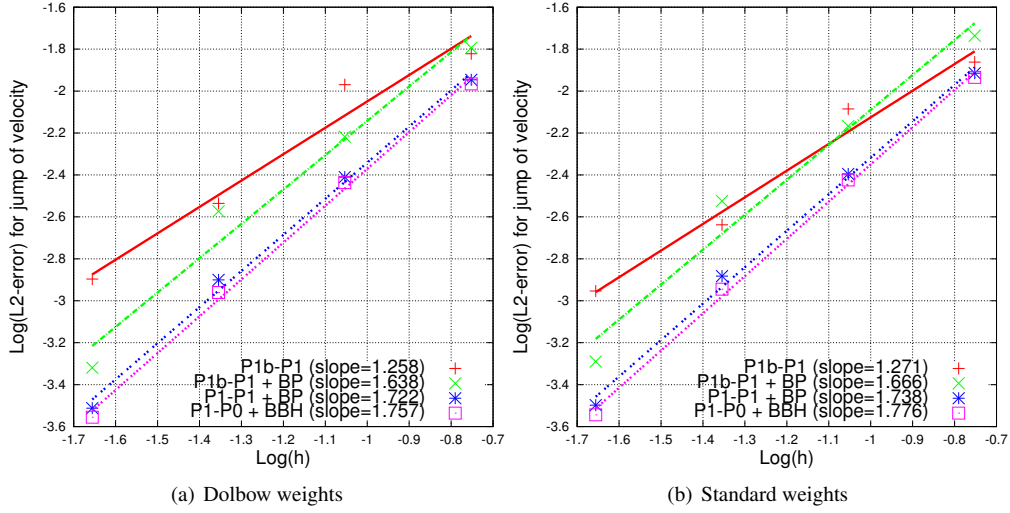 Log(L2-error) for jump of velocity
-1.6
-1.8
-2
-2.2
-2.4
-2.6
-2.8
-3
-3.2
-3.4
-3.6
P1b-P1 (slope=1.258)
P1b-P1 + BP (slope=1.638)
P1-P1 + BP (slope=1.722)
P1-P0 + BBH (slope=1.757)
-1.7 -1.6 -1.5 -1.4 -1.3 -1.2 -1.1 -1 -0.9 -0.8 -0.7
Log(h)
(a) Dolbow weights
Log(L2-error) for jump of velocity
-1.6
-1.8
-2
-2.2
-2.4
-2.6
-2.8
-3
-3.2
-3.4
-3.6
P1b-P1 (slope=1.271)
P1b-P1 + BP (slope=1.666)
P1-P1 + BP (slope=1.738)
P1-P0 + BBH (slope=1.776)
-1.7 -1.6 -1.5 -1.4 -1.3 -1.2 -1.1 -1 -0.9 -0.8 -0.7
Log(h)
(b) Standard weights